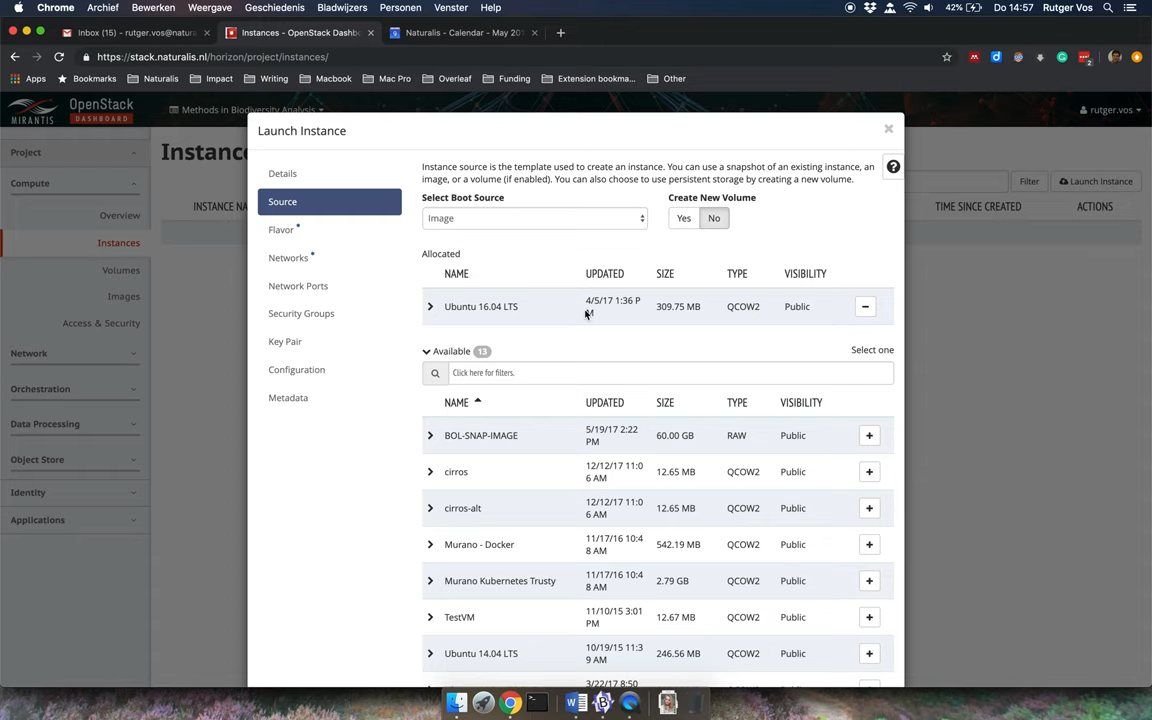 Chrome Archief Bewerken Weergave Geschiedenis Bladwijzers Personen Venster Help 42% Do 14:57 Rutger Vos
Inbox (15) - rutger.vos@natura × Instances - OpenStack Dashbo × Naturalis - Calendar - May 201 × +
https://stack.naturalis.nl/horizon/project/instances/
Apps Bookmarks Naturalis Impact Writing Macbook Mac Pro Overleaf Funding Extension bookma... Other
MIRANTIS OpenStack DASHBOARD Methods in Biodiversity Analysis rutger.vos
Project
Compute
Overview
Instances
Volumes
Images
Access & Security
Network
Orchestration
Data Processing
Object Store
Identity
Applications
Instanc
Filter Launch Instance
INSTANCE NA TIME SINCE CREATED ACTIONS
Launch Instance ×
Details
Source
Flavor *
Networks *
Network Ports
Security Groups
Key Pair
Configuration
Metadata
Instance source is the template used to create an instance. You can use a snapshot of an existing instance, an
image, or a volume (if enabled). You can also choose to use persistent storage by creating a new volume.
?
Select Boot Source Create New Volume
Image Yes No
Allocated
NAME UPDATED SIZE TYPE VISIBILITY
Ubuntu 16.04 LTS 4/5/17 1:36 P
M 309.75 MB QCOW2 Public −
Available 13 Select one
Click here for filters.
NAME UPDATED SIZE TYPE VISIBILITY
BOL-SNAP-IMAGE 5/19/17 2:22
PM 60.00 GB RAW Public +
cirros 12/12/17 11:0
6 AM 12.65 MB QCOW2 Public +
cirros-alt 12/12/17 11:0
6 AM 12.65 MB QCOW2 Public +
Murano - Docker 11/17/16 10:4
8 AM 542.19 MB QCOW2 Public +
Murano Kubernetes Trusty 11/17/16 10:4
8 AM 2.79 GB QCOW2 Public +
TestVM 11/10/15 3:01
PM 12.67 MB QCOW2 Public +
Ubuntu 14.04 LTS 10/19/15 11:3
9 AM 246.56 MB QCOW2 Public +
3/22/17 8:50